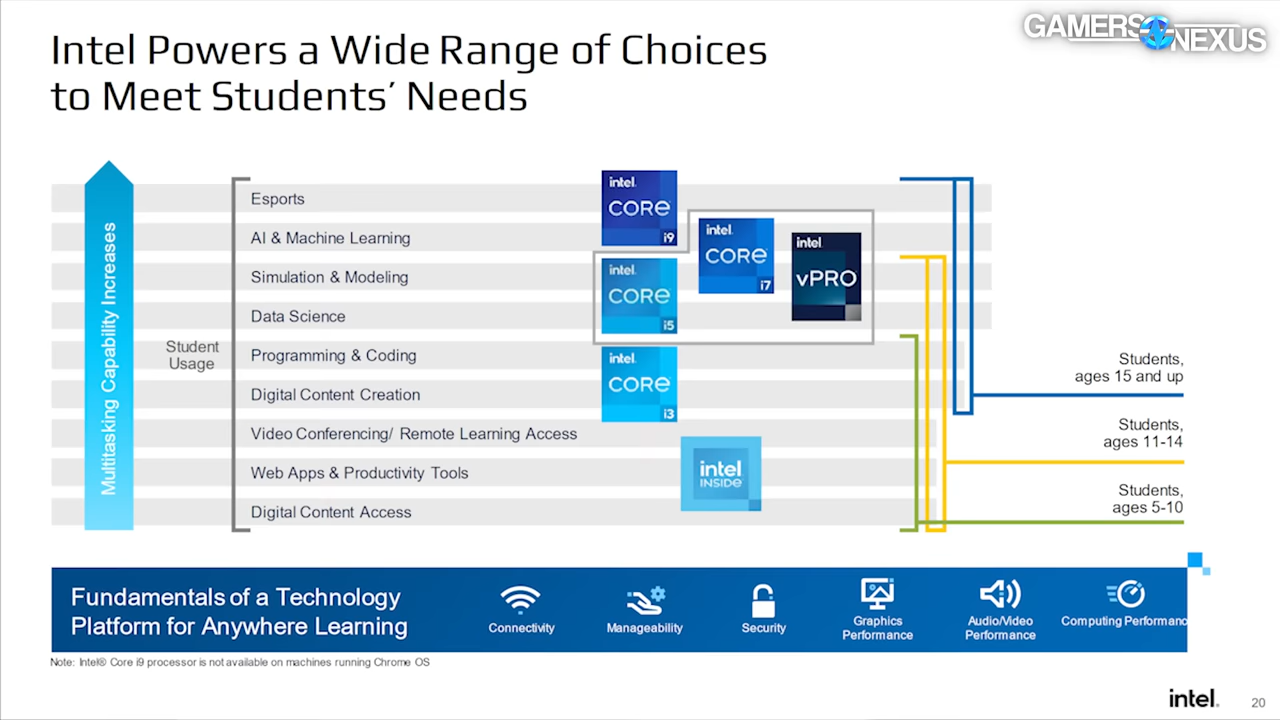 GAMERS NEXUS
Intel Powers a Wide Range of Choices
to Meet Students' Needs
Multitasking Capability Increases
Student
Usage
Esports
AI & Machine Learning
Simulation & Modeling
Data Science
Programming & Coding
Digital Content Creation
Video Conferencing/ Remote Learning Access
Web Apps & Productivity Tools
Digital Content Access
intel.
CORE
i9
intel.
CORE
i7
intel
vPRO
intel.
CORE
i5
intel.
CORE
i3
intel
INSIDE
Students,
ages 15 and up
Students,
ages 11-14
Students,
ages 5-10
Fundamentals of a Technology
Platform for Anywhere Learning
Connectivity
Manageability
Security
Graphics
Performance
Audio/Video
Performance
Computing Performanc
Note: Intel® Core i9 processor is not available on machines running Chrome OS
intel.
20